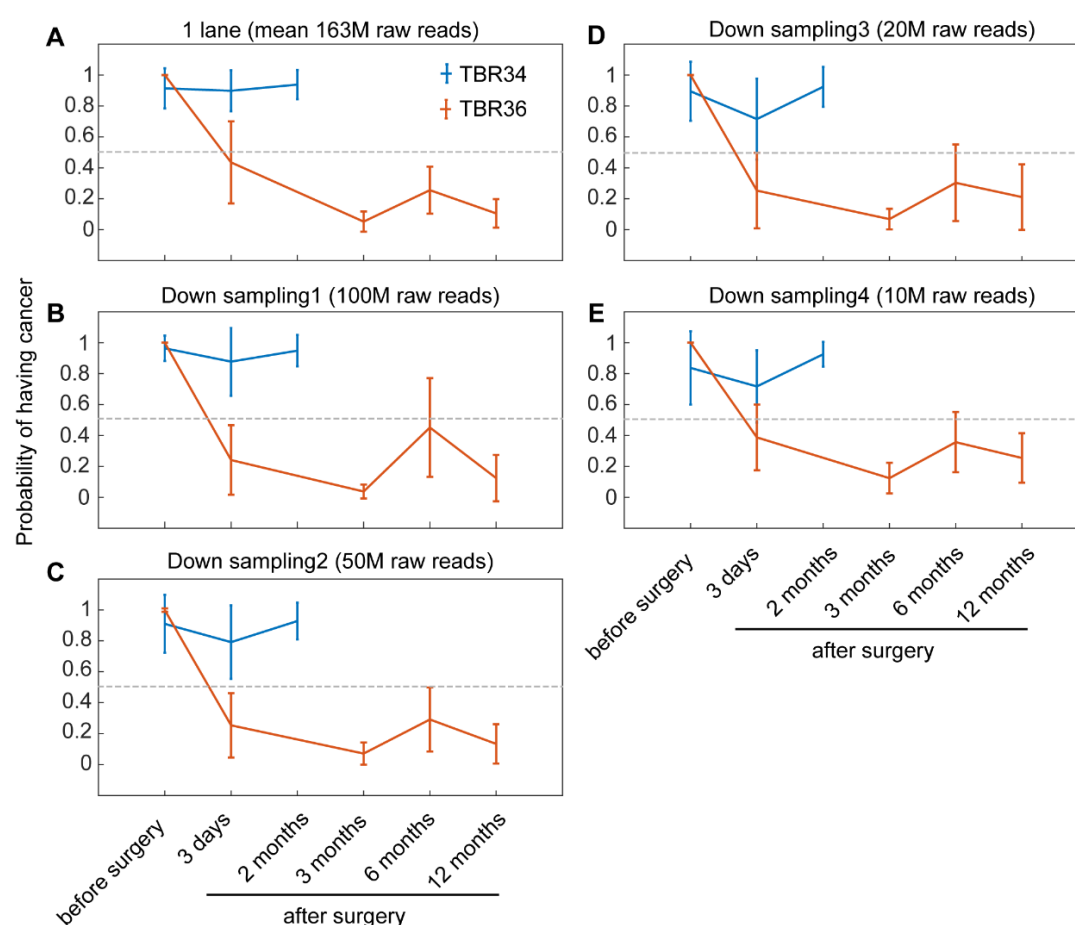 Probability of having cancer
A
1 lane (mean 163M raw reads)
1
0.8
0.6
0.4
0.2
0
TBR34
TBR36
B
Down sampling1 (100M raw reads)
1
0.8
0.6
0.4
0.2
0
C
Down sampling2 (50M raw reads)
1
0.8
0.6
0.4
0.2
0
before surgery
3 days
2 months
3 months
6 months
12 months
after surgery
D
Down sampling3 (20M raw reads)
1
0.8
0.6
0.4
0.2
0
E
Down sampling4 (10M raw reads)
1
0.8
0.6
0.4
0.2
0
before surgery
3 days
2 months
3 months
6 months
12 months
after surgery